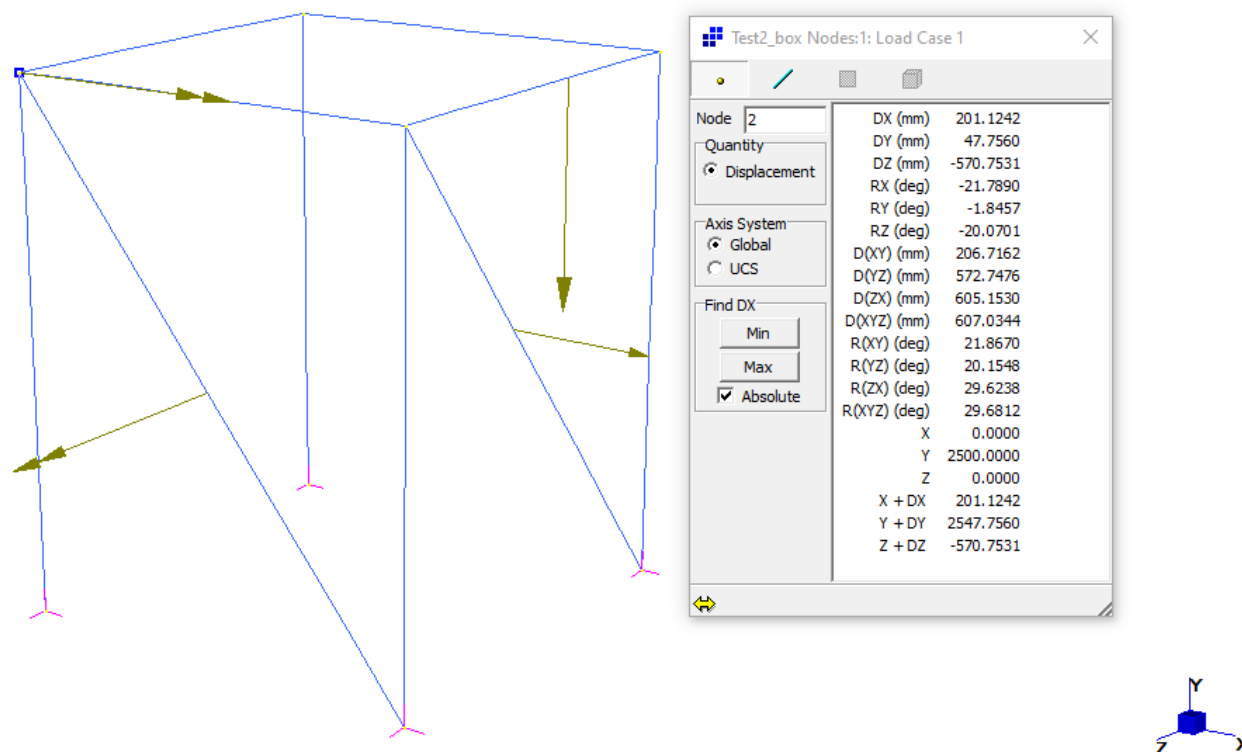 Test2_box Nodes:1: Load Case 1
Node 2
Quantity
Displacement
Axis System
Global
UCS
Find DX
Min
Max
Absolute
DX (mm) 201.1242
DY (mm) 47.7560
DZ (mm) -570.7531
RX (deg) -21.7890
RY (deg) -1.8457
RZ (deg) -20.0701
D(XY) (mm) 206.7162
D(YZ) (mm) 572.7476
D(ZX) (mm) 605.1530
D(XYZ) (mm) 607.0344
R(XY) (deg) 21.8670
R(YZ) (deg) 20.1548
R(ZX) (deg) 29.6238
R(XYZ) (deg) 29.6812
X 0.0000
Y 2500.0000
Z 0.0000
X + DX 201.1242
Y + DY 2547.7560
Z + DZ -570.7531
Y
Z
X